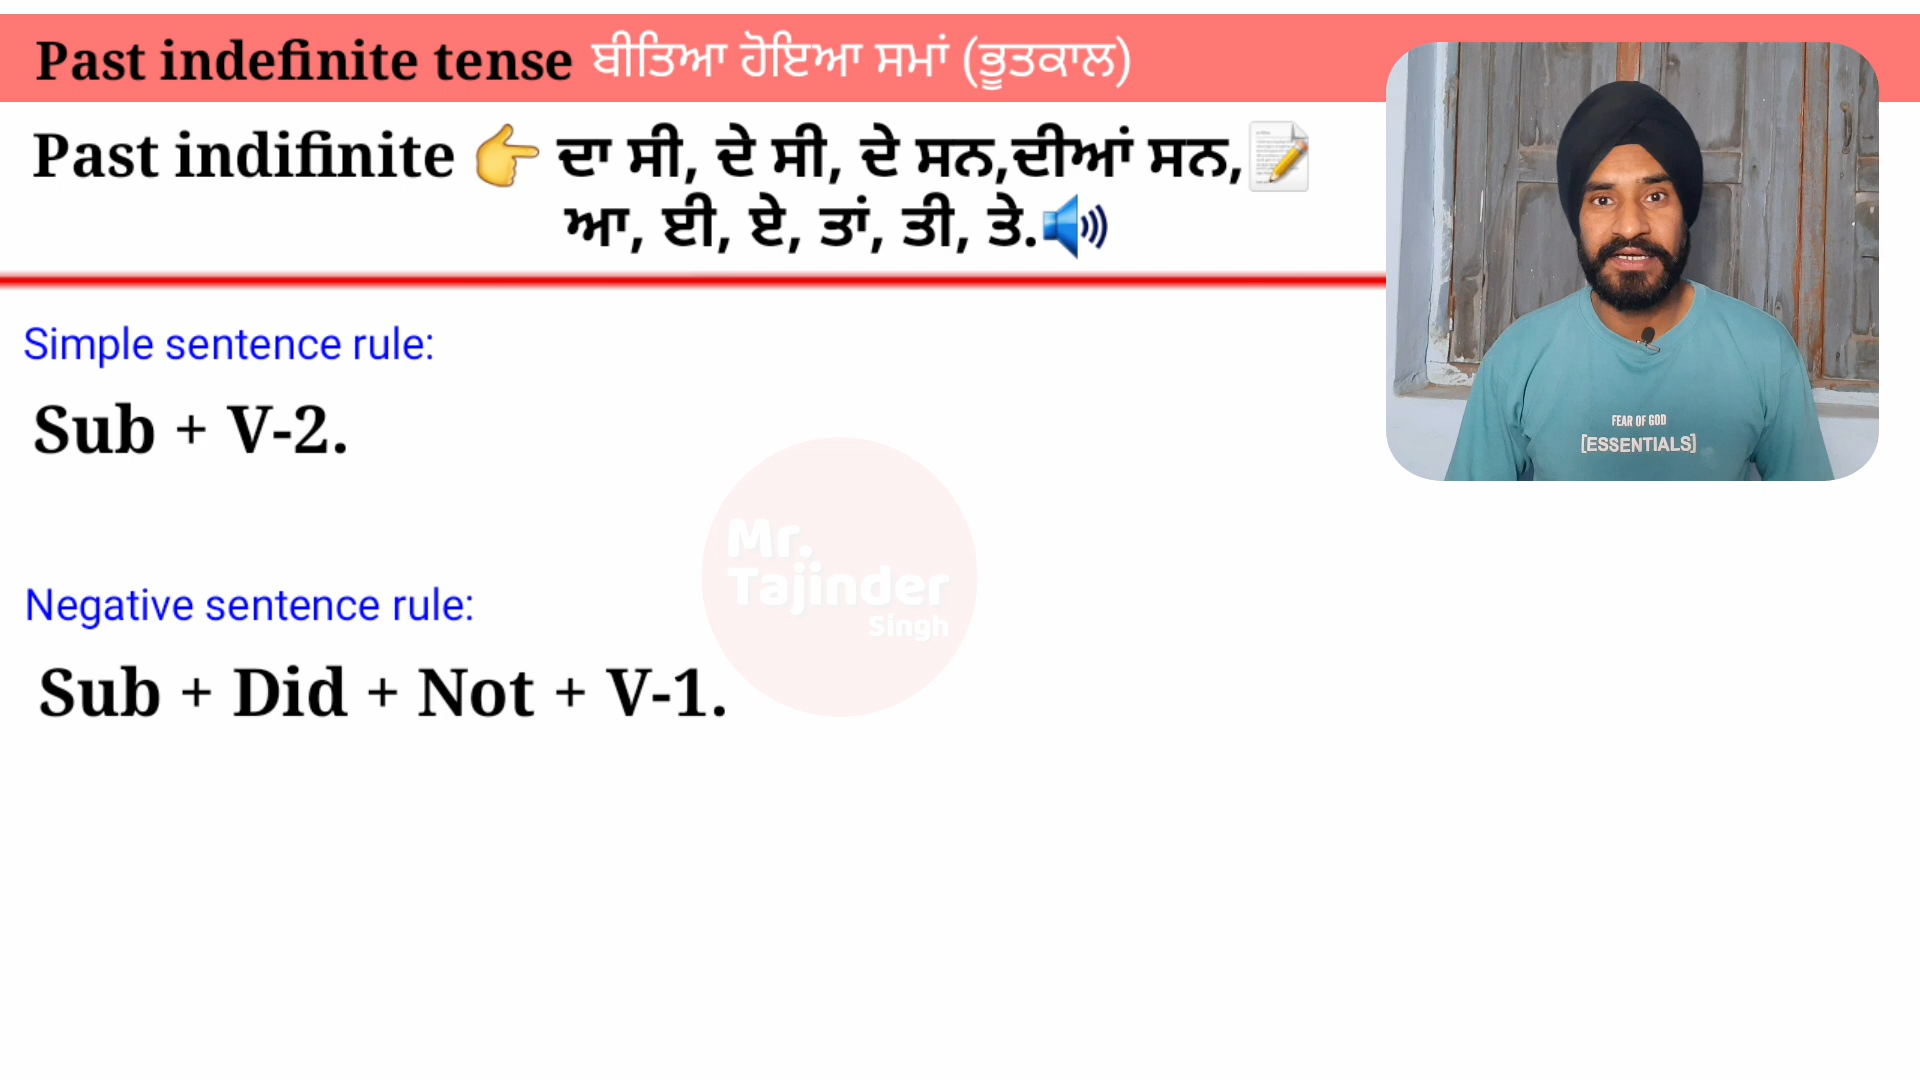 Past indefinite tense ਬੀਤਿਆ ਹੋਇਆ ਸਮਾਂ (ਭੂਤਕਾਲ)
Past indifinite 👉 ਦਾ ਸੀ, ਦੇ ਸੀ, ਦੇ ਸਨ,ਦੀਆਂ ਸਨ,📝
ਆ, ਈ, ਏ, ਤਾਂ, ਤੀ, ਤੇ.🔊
Simple sentence rule:
Sub + V-2.
Negative sentence rule:
Sub + Did + Not + V-1.
Mr.
Tajinder
Singh
FEAR OF GOD
[ESSENTIALS]